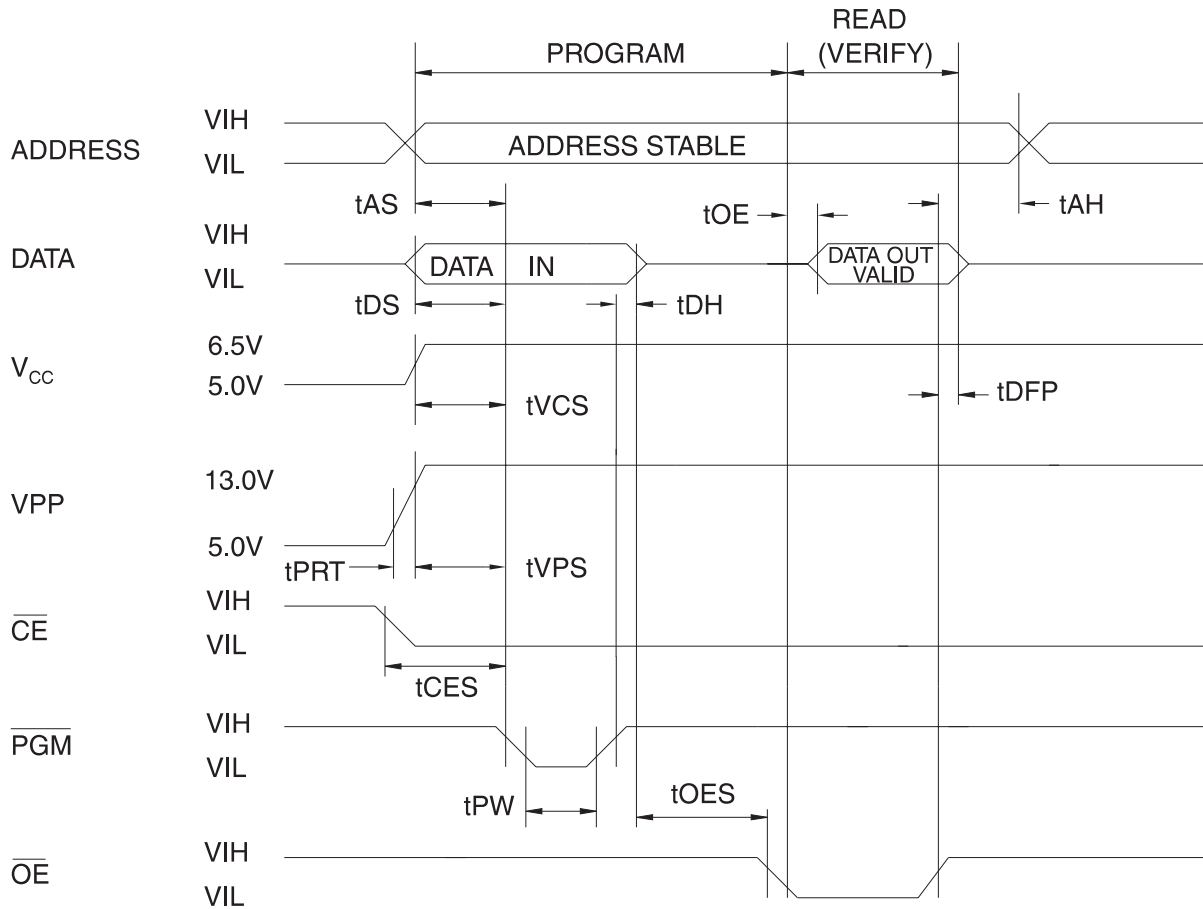 READ
PROGRAM (VERIFY)
ADDRESS VIH
VIL ADDRESS STABLE
tAS tOE tAH
DATA VIH
VIL DATA IN DATA OUT
VALID
tDS tDH
VCC 6.5V
5.0V
tVCS tDFP
VPP 13.0V
5.0V
tPRT tVPS
CE VIH
VIL
tCES
PGM VIH
VIL
tPW tOES
OE VIH
VIL